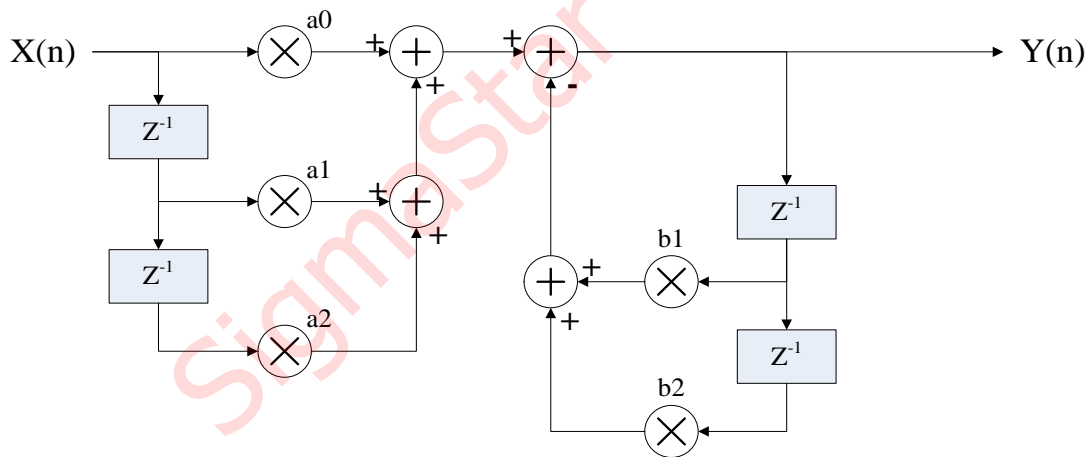 X(n)
a0
+
+
Y(n)
+
-
Z⁻¹
a1
+
+
Z⁻¹
Z⁻¹
b1
+
+
a2
Z⁻¹
b2
SigmaStar